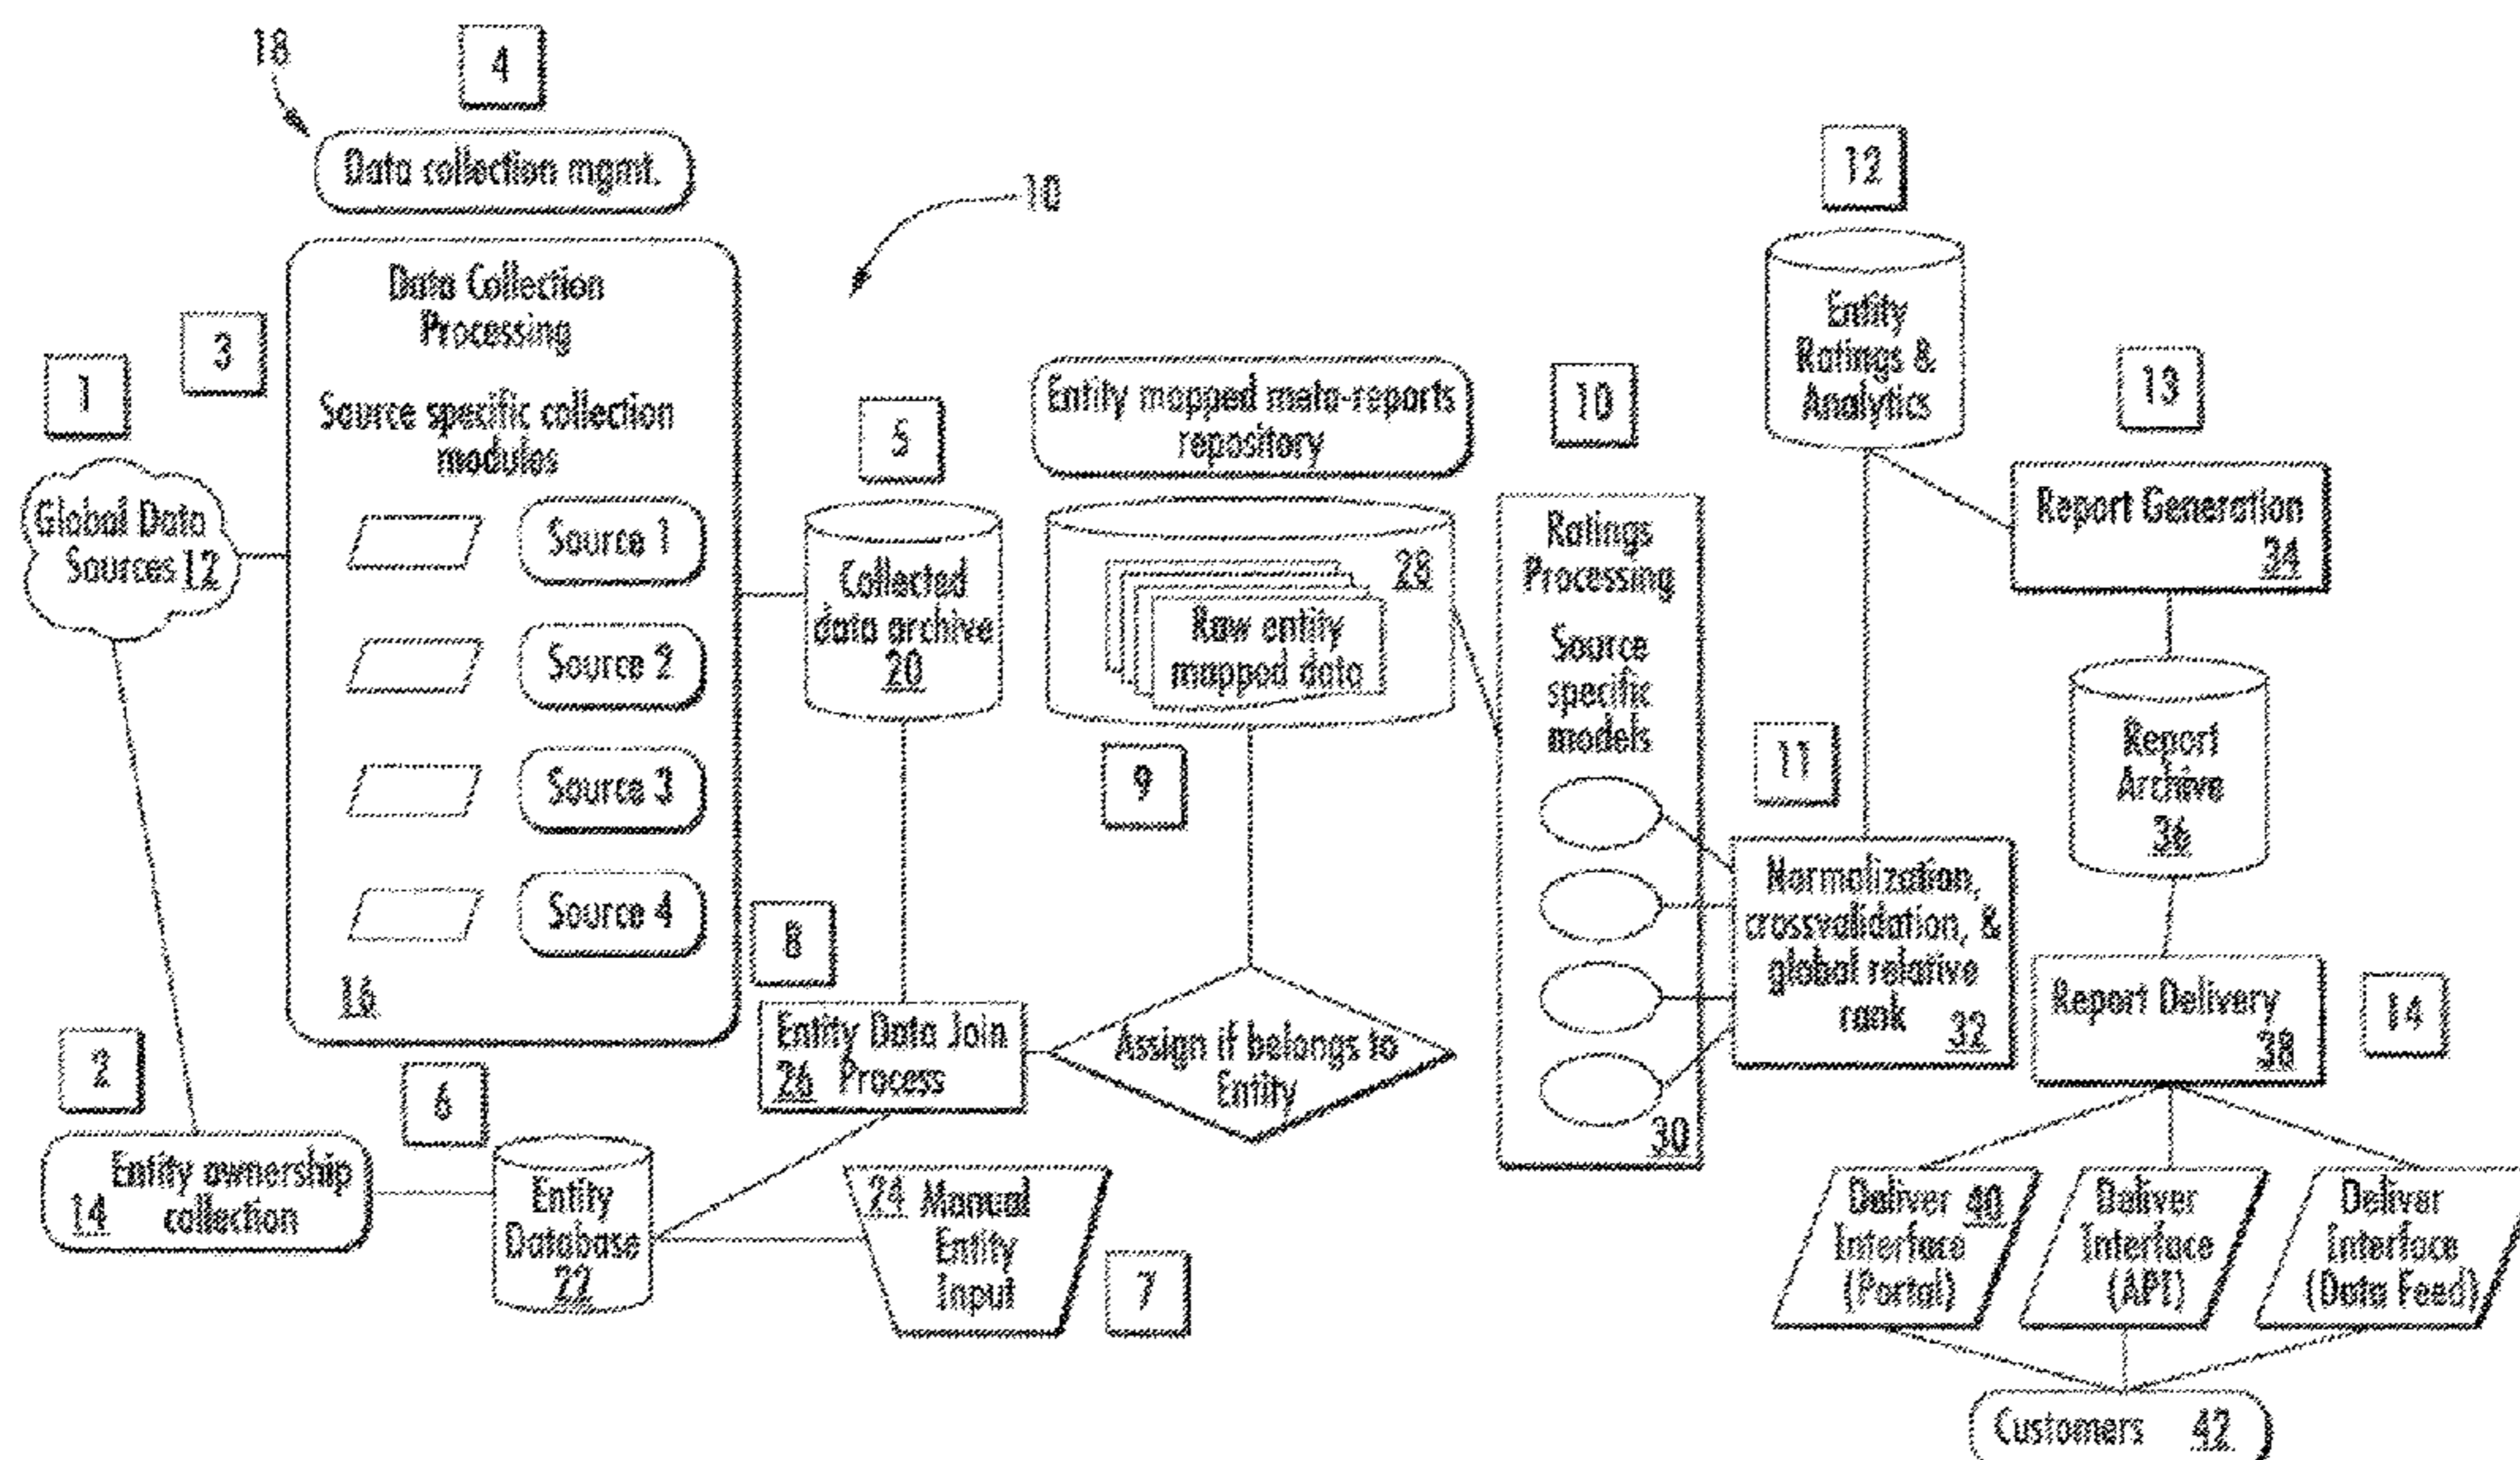 18
4
Data collection mgmt.
10
3
Data Collection
Processing
Source specific collection
modules
Source 1
Source 2
Source 3
Source 4
16
1
Global Data
Sources 12
2
Entity ownership
14 collection
6
Entity
Database
22
5
Collected
data archive
20
8
Entity Data Join
26 Process
24 Manual
Entity
Input
7
Entity mapped mata-reports
repository
28
Raw entity
mapped data
9
Assign if belongs to
Entity
10
Ratings
Processing
Source
specific
models
30
11
Normalization,
crossvalidation, &
global relative
rank 32
12
Entity
Ratings &
Analytics
13
Report Generation
34
Report
Archive
36
Report Delivery
38
14
Deliver 40
Interface
(Portal)
Deliver
Interface
(API)
Deliver
Interface
(Data Feed)
Customers 42